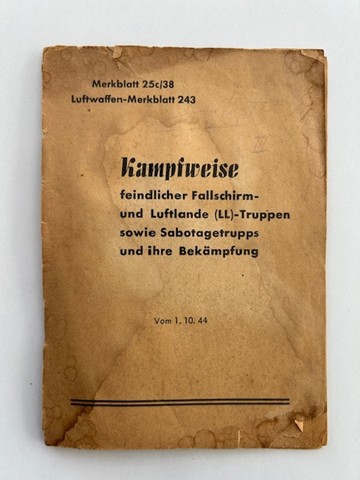 Merkblatt 25c/38
Luftwaffen-Merkblatt 243
Kampfweise
feindlicher Fallschirm-
und Luftlande (LL)-Truppen
sowie Sabotagetrupps
und ihre Bekämpfung
Vom 1. 10. 44